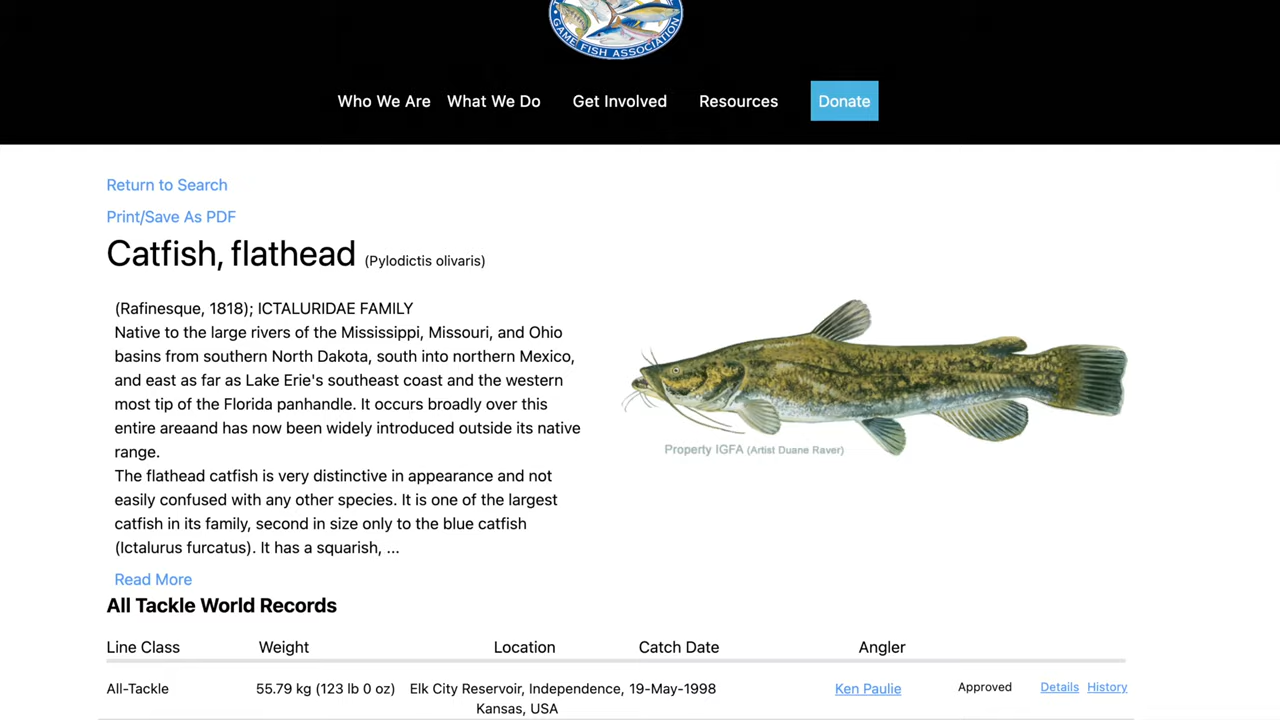 GAME FISH ASSOCIATION
Who We Are What We Do Get Involved Resources Donate
Return to Search
Print/Save As PDF
Catfish, flathead (Pylodictis olivaris)
(Rafinesque, 1818); ICTALURIDAE FAMILY
Native to the large rivers of the Mississippi, Missouri, and Ohio
basins from southern North Dakota, south into northern Mexico,
and east as far as Lake Erie's southeast coast and the western
most tip of the Florida panhandle. It occurs broadly over this
entire areaand has now been widely introduced outside its native
range.
The flathead catfish is very distinctive in appearance and not
easily confused with any other species. It is one of the largest
catfish in its family, second in size only to the blue catfish
(Ictalurus furcatus). It has a squarish, ...
Read More
Property IGFA (Artist Duane Raver)
All Tackle World Records
Line Class Weight Location Catch Date Angler
All-Tackle 55.79 kg (123 lb 0 oz) Elk City Reservoir, Independence, 19-May-1998 Ken Paulie Approved Details History
Kansas, USA